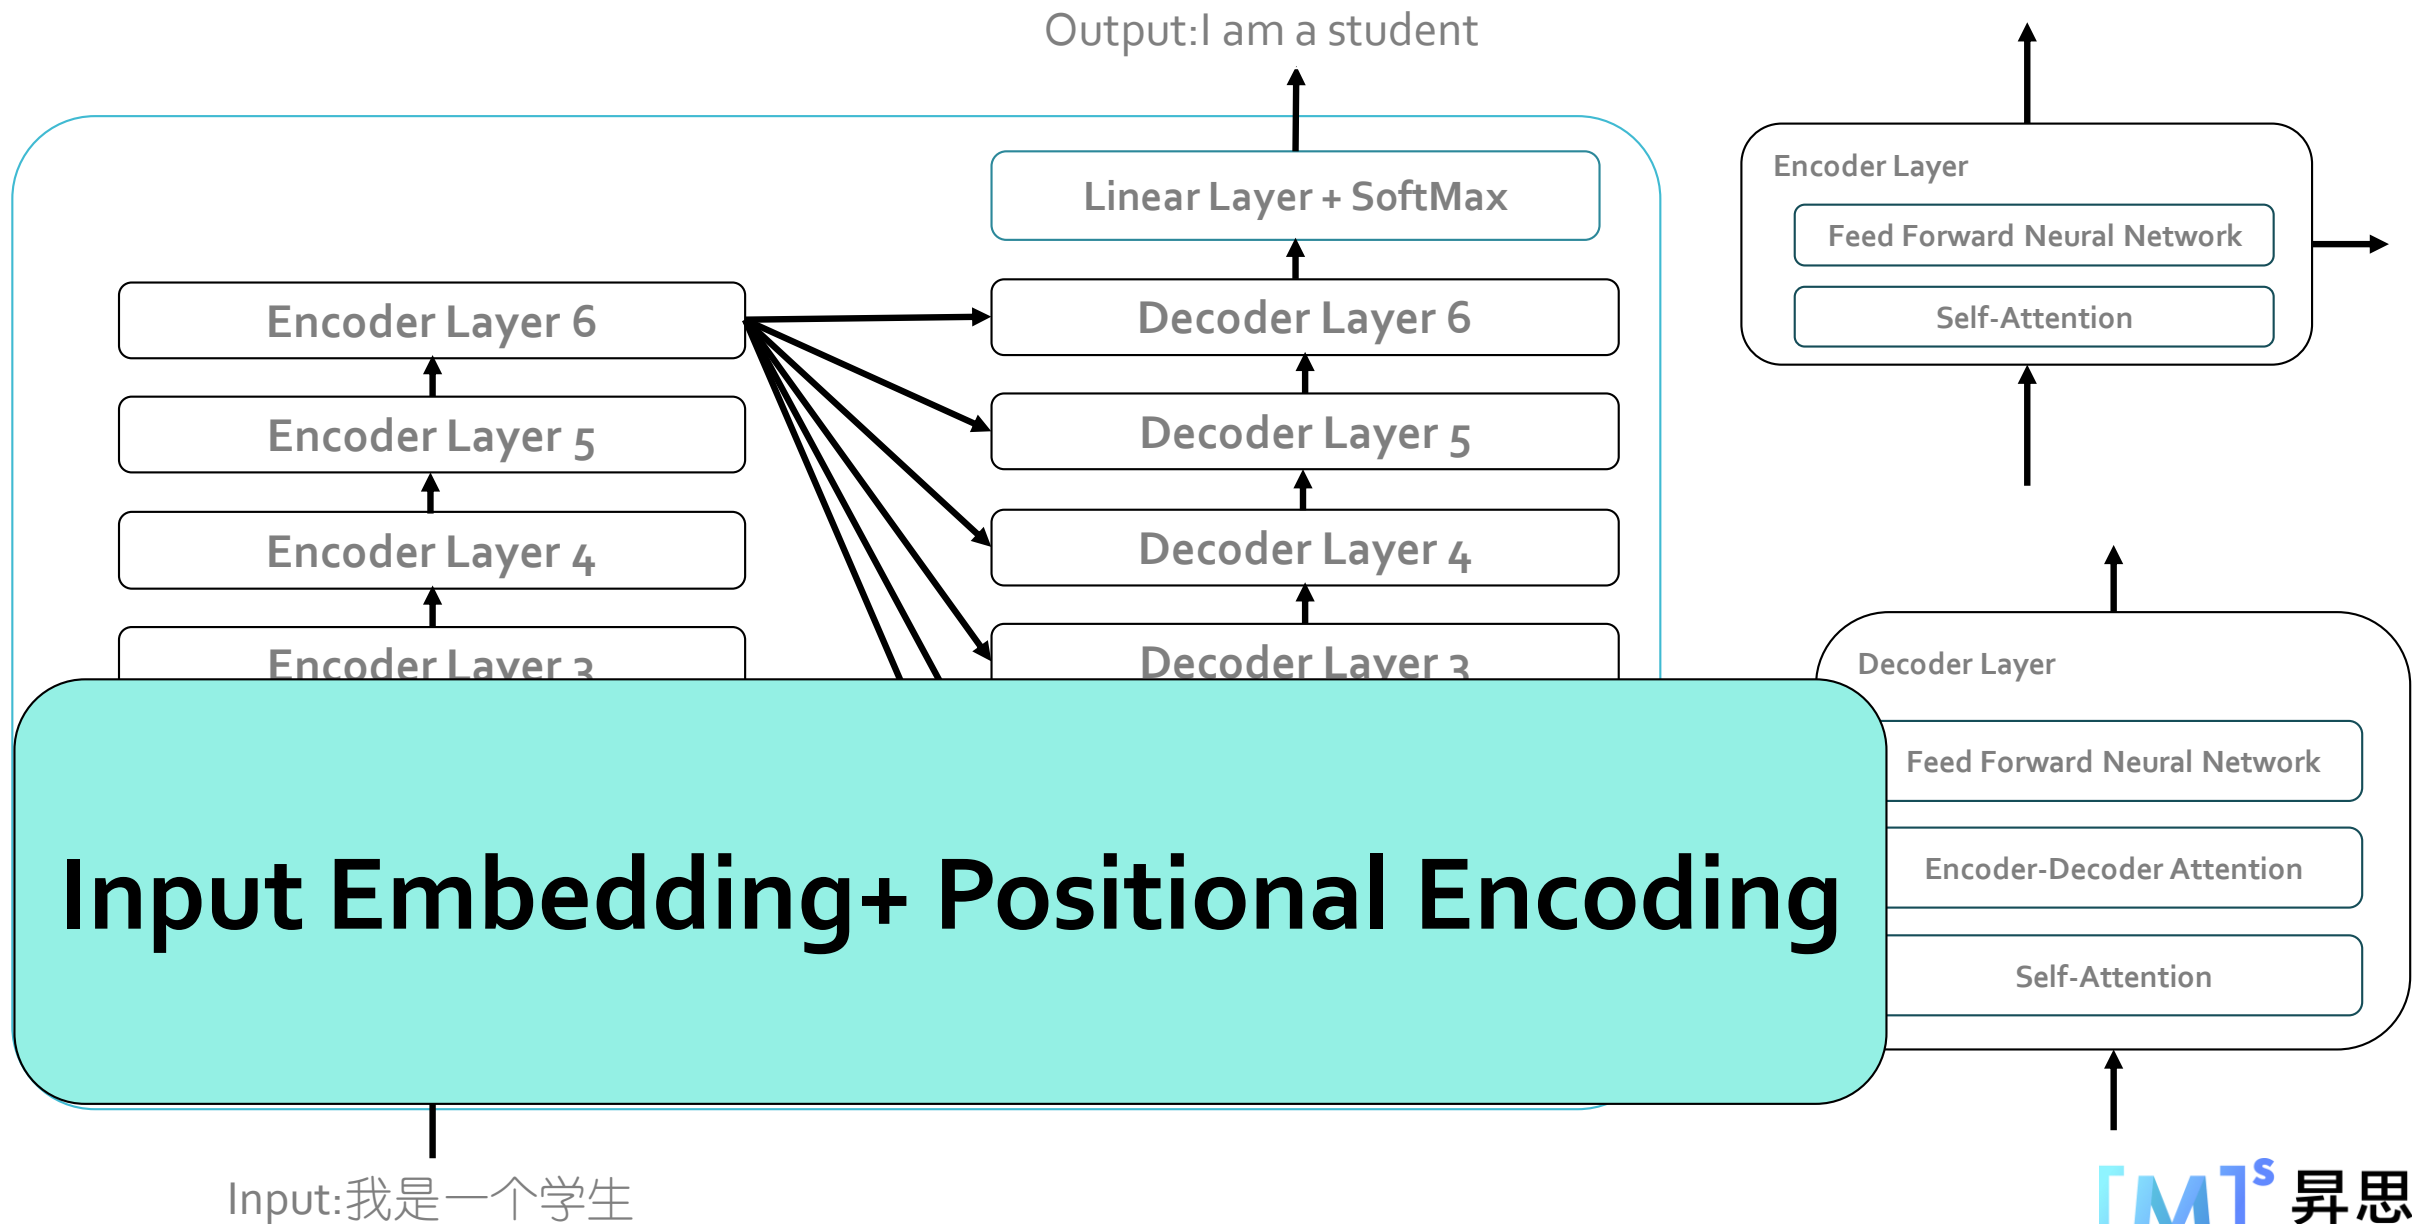 Output:I am a student
Linear Layer + SoftMax
Encoder Layer 6
Encoder Layer 5
Encoder Layer 4
Encoder Layer 3
Decoder Layer 6
Decoder Layer 5
Decoder Layer 4
Decoder Layer 3
Input Embedding+ Positional Encoding
Input:我是一个学生
Encoder Layer
Feed Forward Neural Network
Self-Attention
Decoder Layer
Feed Forward Neural Network
Encoder-Decoder Attention
Self-Attention
[M]s 昇思